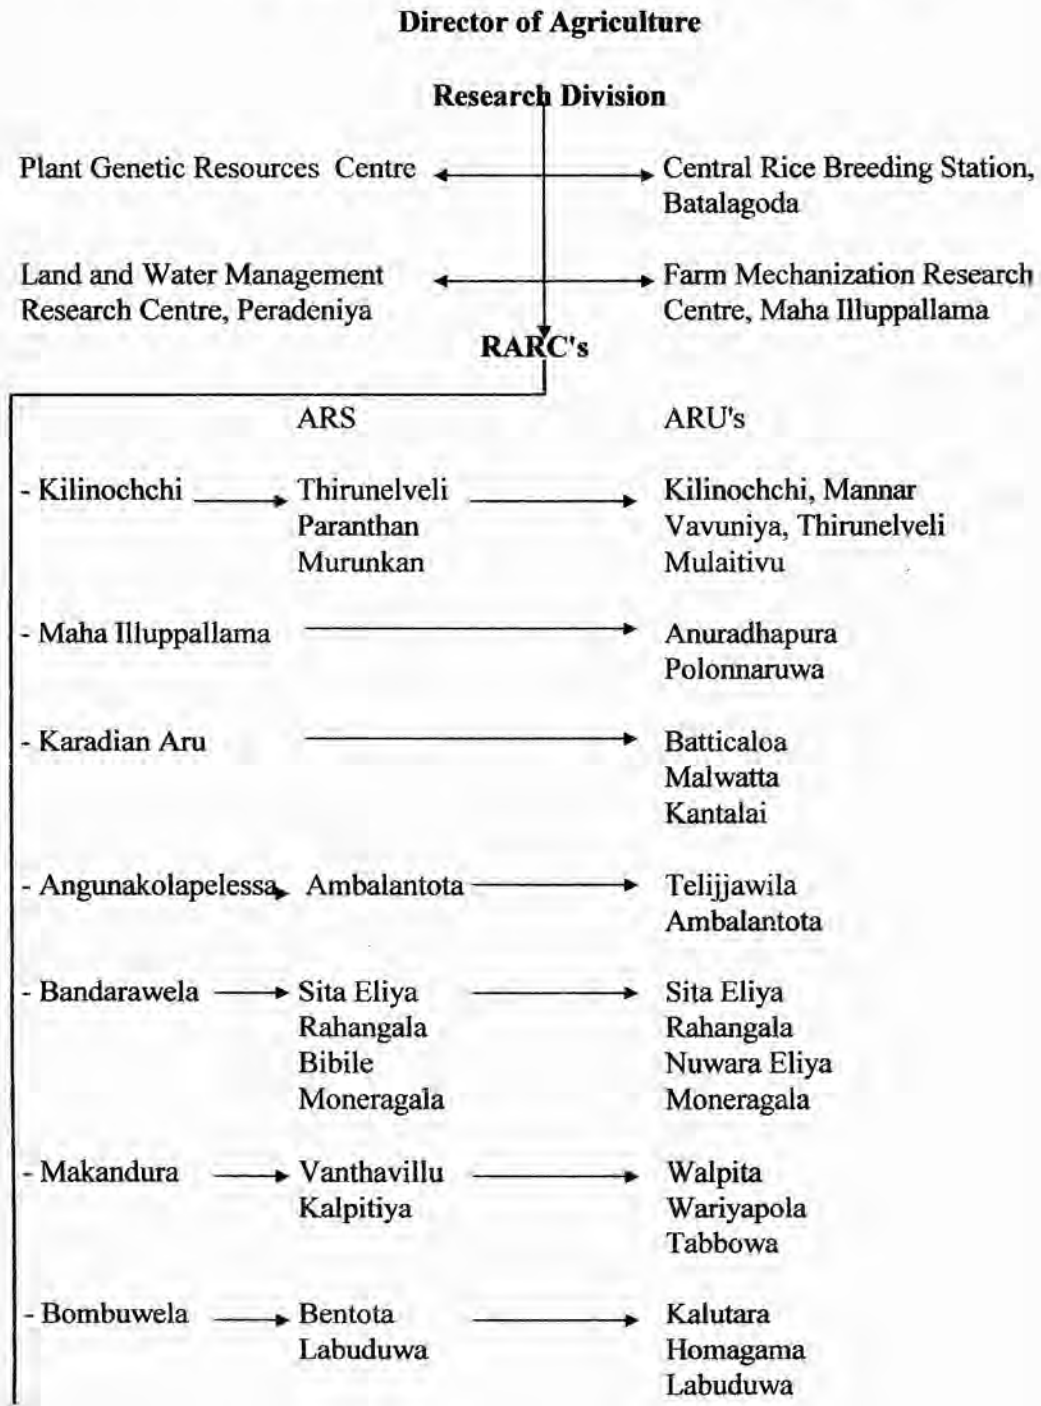 Director of Agriculture
Research Division
Plant Genetic Resources Centre
Central Rice Breeding Station,
Batalagoda
Land and Water Management
Research Centre, Peradeniya
Farm Mechanization Research
Centre, Maha Illuppallama
RARC's
ARS
ARU's
- Kilinochchi
Thirunelveli
Paranthan
Murunkan
Kilinochchi, Mannar
Vavuniya, Thirunelveli
Mulaitivu
- Maha Illuppallama
Anuradhapura
Polonnaruwa
- Karadian Aru
Batticaloa
Malwatta
Kantalai
- Angunakolapelessa
Ambalantota
Telijjawila
Ambalantota
- Bandarawela
Sita Eliya
Rahangala
Bibile
Moneragala
Sita Eliya
Rahangala
Nuwara Eliya
Moneragala
- Makandura
Vanthavillu
Kalpitiya
Walpita
Wariyapola
Tabbowa
- Bombuwela
Bentota
Labuduwa
Kalutara
Homagama
Labuduwa